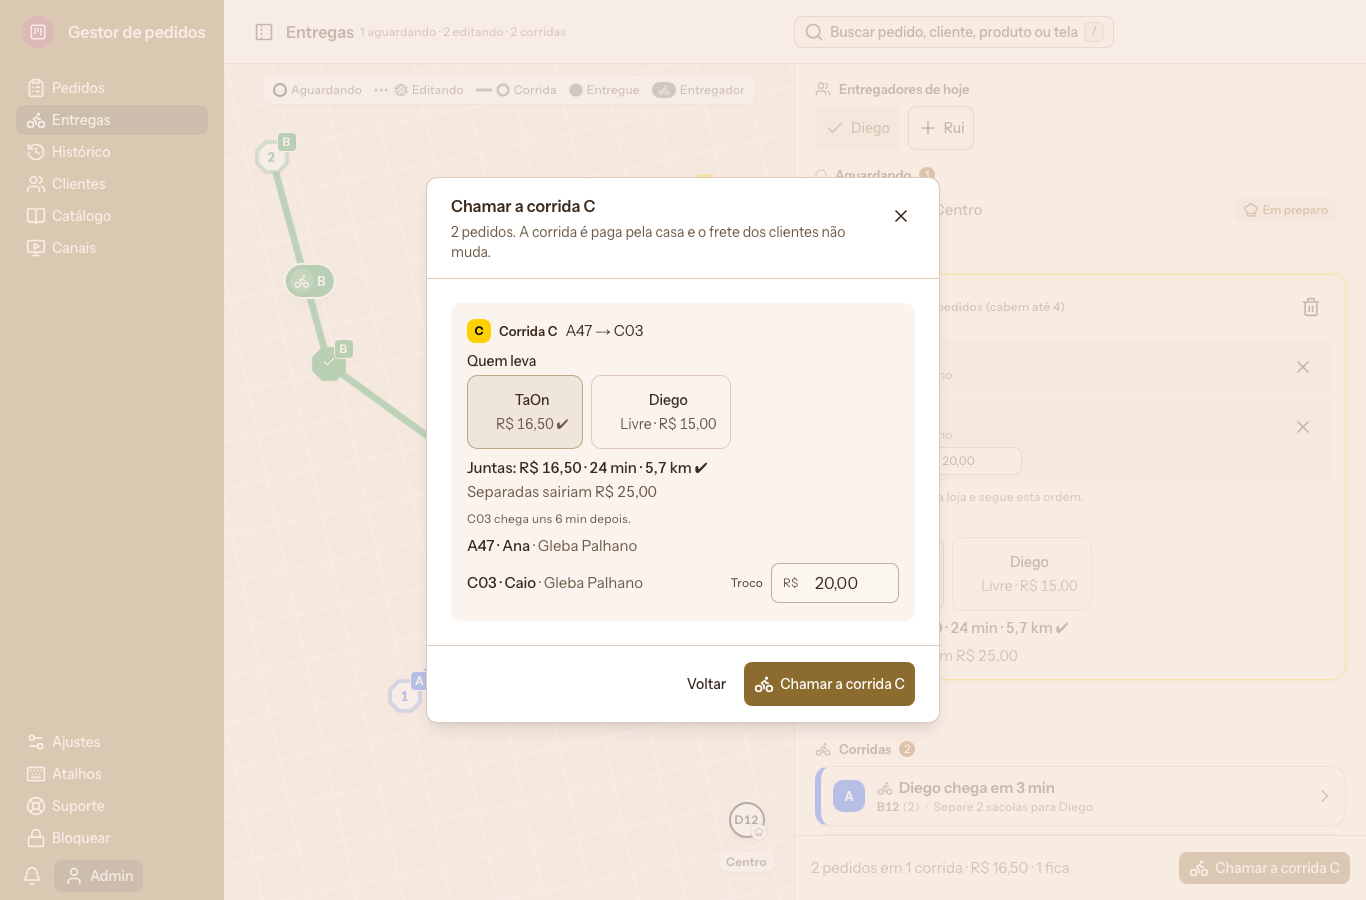 Gestor de pedidos
Pedidos
Entregas
Histórico
Clientes
Catálogo
Canais
Ajustes
Atalhos
Suporte
Bloquear
Admin
Entregas 1 aguardando · 2 editando · 2 corridas
Buscar pedido, cliente, produto ou tela /
Aguardando Editando Corrida Entregue Entregador
2 B
B
B
1 A
D12
Centro
Chamar a corrida C
2 pedidos. A corrida é paga pela casa e o frete dos clientes não
muda.
C Corrida C A47 → C03
Quem leva
TaOn
R$ 16,50 ✔
Diego
Livre · R$ 15,00
Juntas: R$ 16,50 · 24 min · 5,7 km ✔
Separadas sairiam R$ 25,00
C03 chega uns 6 min depois.
A47 · Ana · Gleba Palhano
C03 · Caio · Gleba Palhano Troco R$ 20,00
Voltar Chamar a corrida C
Entregadores de hoje
Diego Rui
Aguardando 1
Centro Em preparo
pedidos (cabem até 4)
20,00
a loja e segue esta ordem.
Diego
Livre · R$ 15,00
· 24 min · 5,7 km ✔
R$ 25,00
Corridas 2
A Diego chega em 3 min
B12 (2) · Separe 2 sacolas para Diego
2 pedidos em 1 corrida · R$ 16,50 · 1 fica
Chamar a corrida C